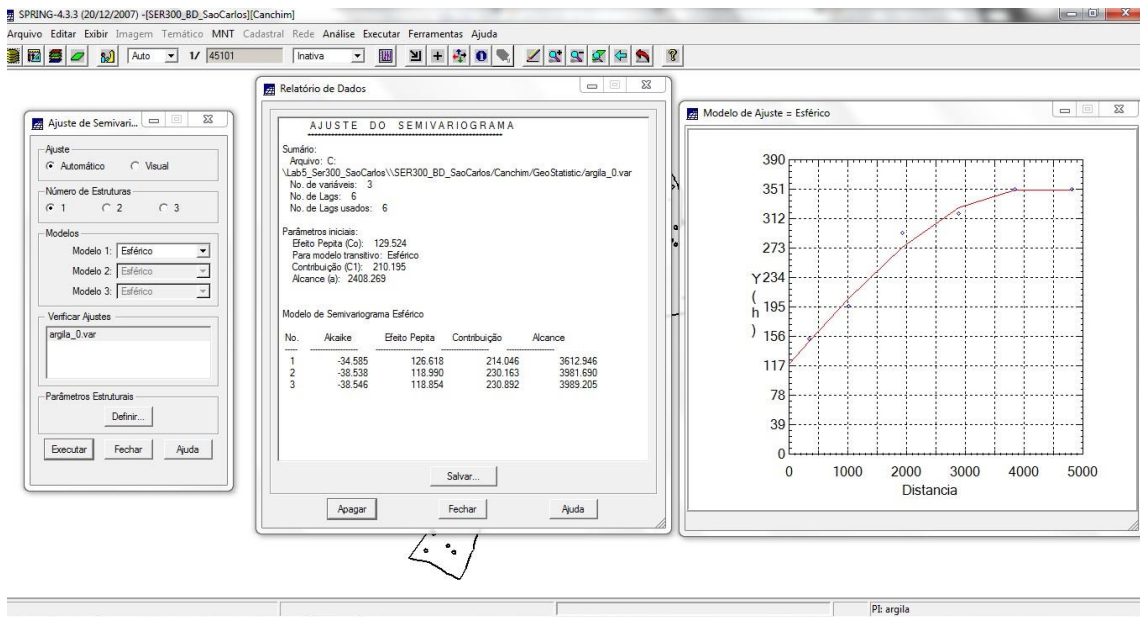 SPRING-4.3.3 (20/12/2007) -[SER300_BD_SaoCarlos][Canchim]
Arquivo Editar Exibir Imagem Temático MNT Cadastral Rede Análise Executar Ferramentas Ajuda
Auto 1/ 45101 Inativa
Ajuste de Semivari...
Ajuste
Automático Visual
Número de Estruturas
1 2 3
Modelos
Modelo 1: Esférico
Modelo 2: Esférico
Modelo 3: Esférico
Verificar Ajustes
argila_0.var
Parâmetros Estruturais
Definir...
Executar Fechar Ajuda
Relatório de Dados
AJUSTE DO SEMIVARIOGRAMA
Sumário:
Arquivo: C:
\Lab5_Ser300_SaoCarlos\\SER300_BD_SaoCarlos/Canchim/GeoStatistic/argila_0.var
No. de variáveis: 3
No. de Lags: 6
No. de Lags usados: 6
Parâmetros iniciais:
Efeito Pepita (Co): 129.524
Para modelo transitivo: Esférico
Contribuição (C1): 210.195
Alcance (a): 2408.269
Modelo de Semivariograma Esférico
No. Akaike Efeito Pepita Contribuição Alcance
1 -34.585 126.618 214.046 3612.946
2 -38.538 118.990 230.163 3981.690
3 -38.546 118.854 230.892 3989.205
Salvar...
Apagar Fechar Ajuda
Modelo de Ajuste = Esférico
390
351
312
273
234
195
156
117
78
39
0
Y(h)
0 1000 2000 3000 4000 5000
Distancia
PI: argila